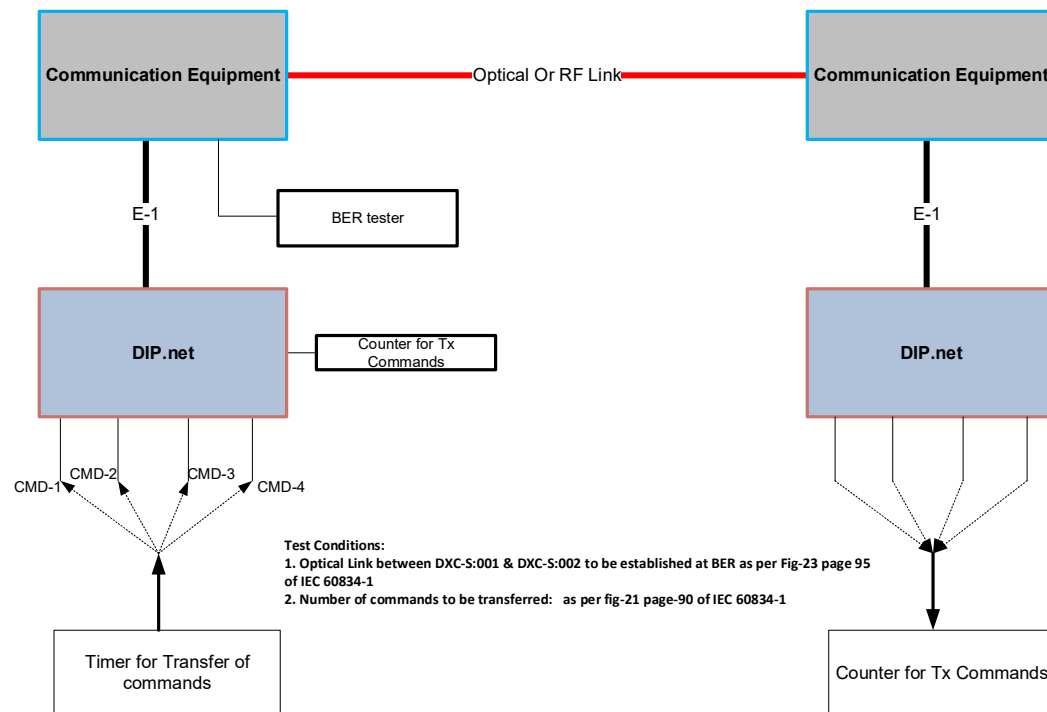 Communication Equipment
Optical Or RF Link
Communication Equipment
E-1
BER tester
E-1
DIP.net
Counter for Tx
Commands
DIP.net
CMD-1
CMD-2
CMD-3
CMD-4
Test Conditions:
1. Optical Link between DXC-S:001 & DXC-S:002 to be established at BER as per Fig-23 page 95
of IEC 60834-1
2. Number of commands to be transferred:   as per fig-21 page-90 of IEC 60834-1
Timer for Transfer of
commands
Counter for Tx Commands